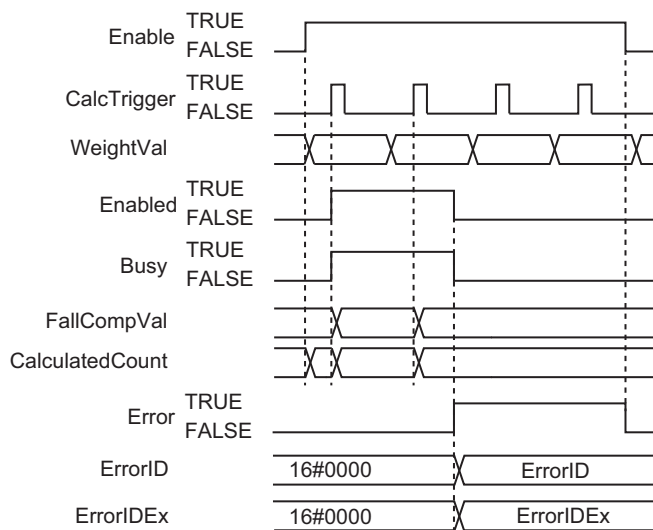 Enable TRUE
FALSE
CalcTrigger TRUE
FALSE
WeightVal
Enabled TRUE
FALSE
Busy TRUE
FALSE
FallCompVal
CalculatedCount
Error TRUE
FALSE
ErrorID 16#0000 ErrorID
ErrorIDEx 16#0000 ErrorIDEx